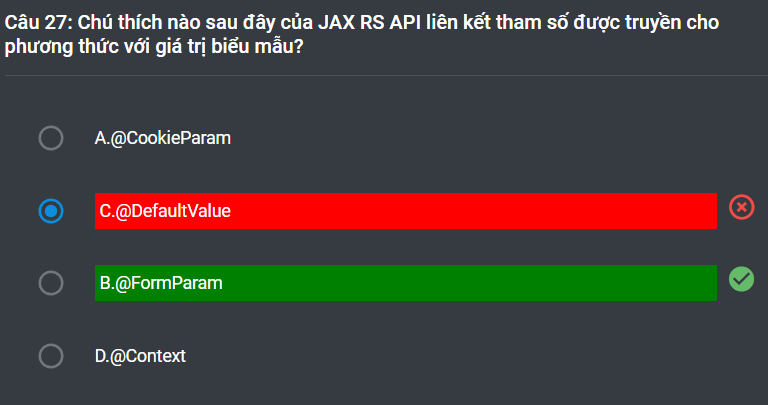 Câu 27: Chú thích nào sau đây của JAX RS API liên kết tham số được truyền cho
phương thức với giá trị biểu mẫu?
A.@CookieParam
C.@DefaultValue
B.@FormParam
D.@Context